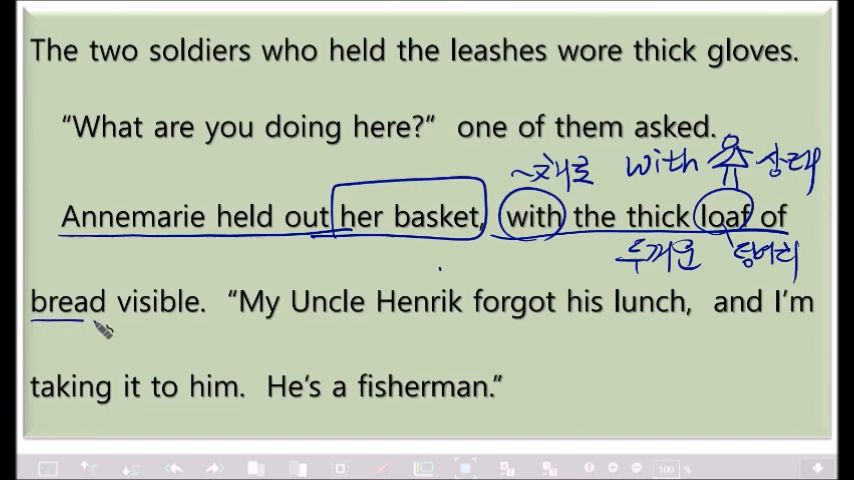 The two soldiers who held the leashes wore thick gloves.
“What are you doing here?” one of them asked.
~채로 with 상태
Annemarie held out her basket, with the thick loaf of
두꺼운 덩어리
bread visible. “My Uncle Henrik forgot his lunch, and I’m
taking it to him. He’s a fisherman.”
100 %